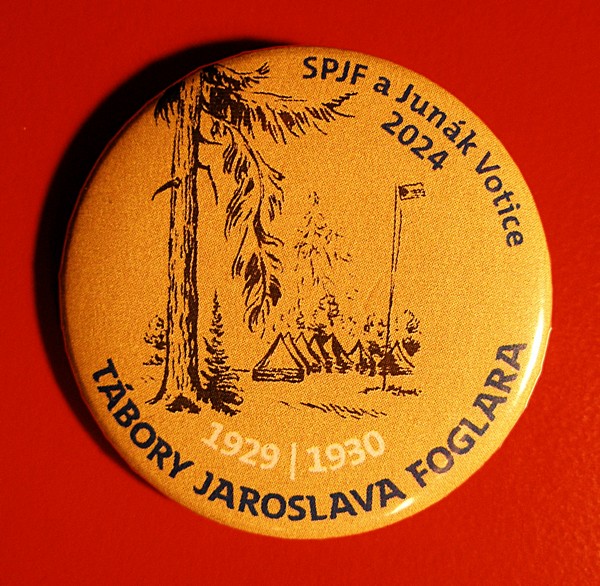 SPJF a Junák Votice
2024
1929 | 1930
TÁBORY JAROSLAVA FOGLARA